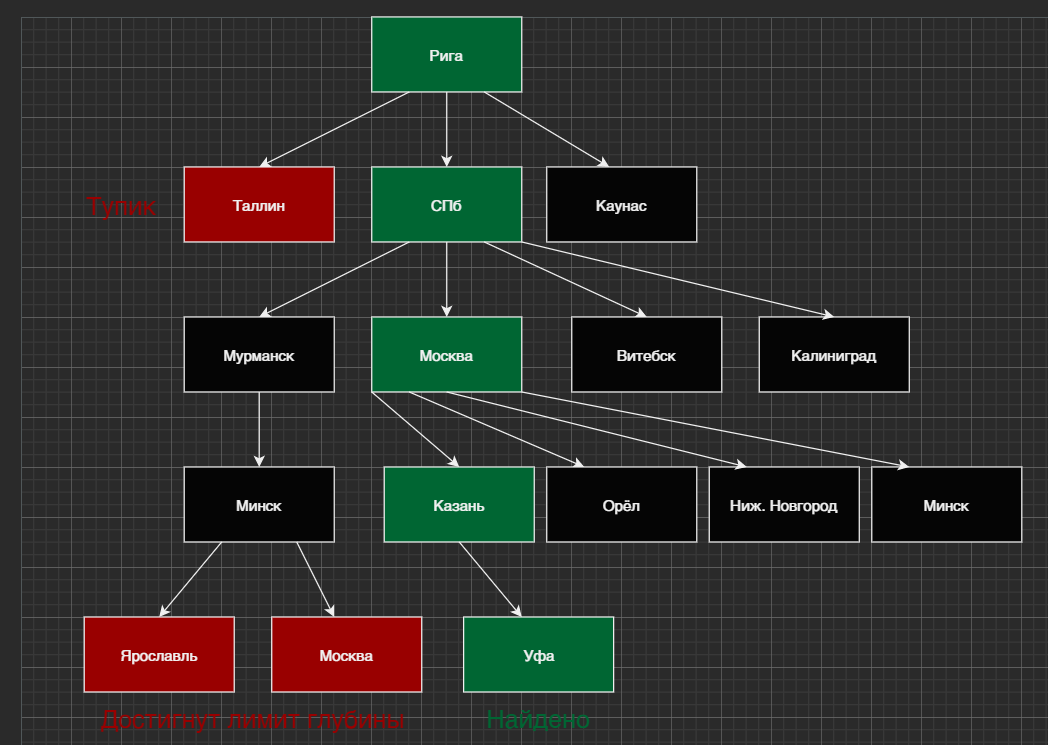 Рига
Тупик
Таллин
СПб
Каунас
Мурманск
Москва
Витебск
Калиниград
Минск
Казань
Орёл
Ниж. Новгород
Минск
Ярославль
Москва
Уфа
Достигнут лимит глубины
Найдено